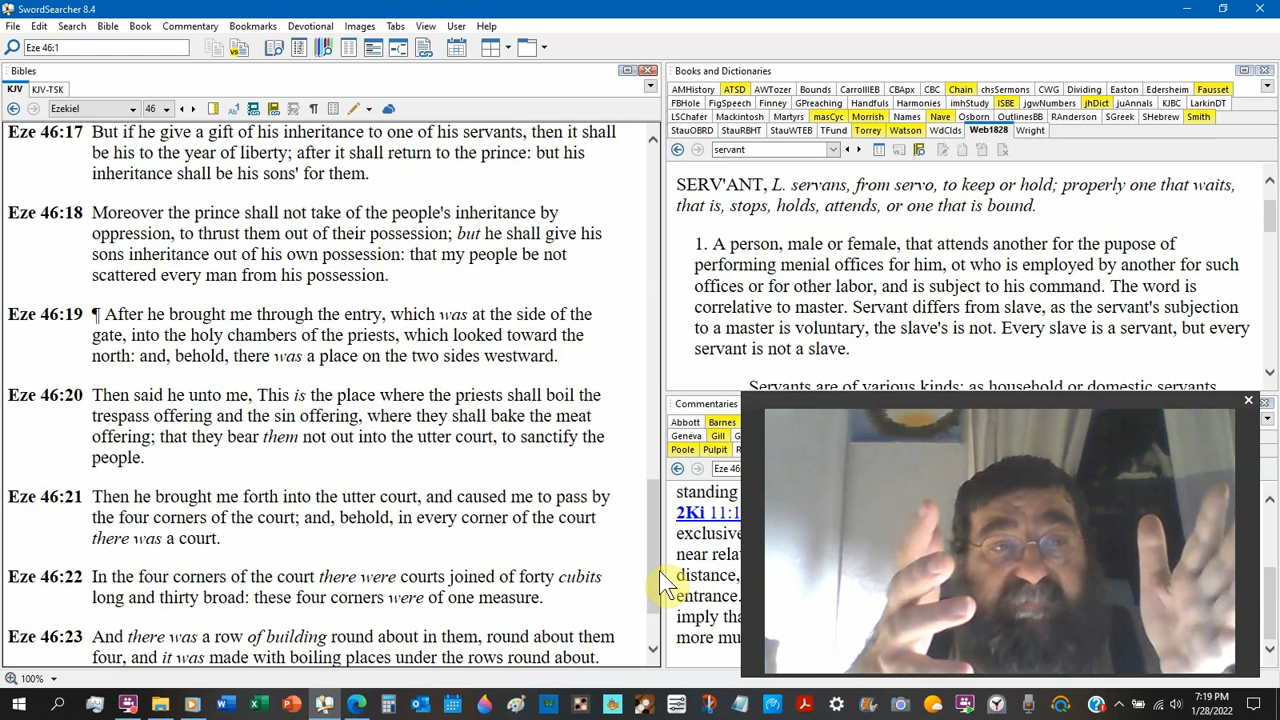 SwordSearcher 8.4
File Edit Search Bible Book Commentary Bookmarks Devotional Images Tabs View User Help
Eze 46:1
Bibles
KJV KJV-TSK
Ezekiel 46
Eze 46:17 But if he give a gift of his inheritance to one of his servants, then it shall
be his to the year of liberty; after it shall return to the prince: but his
inheritance shall be his sons' for them.
Eze 46:18 Moreover the prince shall not take of the people's inheritance by
oppression, to thrust them out of their possession; but he shall give his
sons inheritance out of his own possession: that my people be not
scattered every man from his possession.
Eze 46:19 ¶ After he brought me through the entry, which was at the side of the
gate, into the holy chambers of the priests, which looked toward the
north: and, behold, there was a place on the two sides westward.
Eze 46:20 Then said he unto me, This is the place where the priests shall boil the
trespass offering and the sin offering, where they shall bake the meat
offering; that they bear them not out into the utter court, to sanctify the
people.
Eze 46:21 Then he brought me forth into the utter court, and caused me to pass by
the four corners of the court; and, behold, in every corner of the court
there was a court.
Eze 46:22 In the four corners of the court there were courts joined of forty cubits
long and thirty broad: these four corners were of one measure.
Eze 46:23 And there was a row of building round about in them, round about them
four, and it was made with boiling places under the rows round about.
100%
Books and Dictionaries
AMHistory ATSD AWTozer Bounds CarrollIEB CBApx CBC Chain chsSermons CWG Dividing Easton Edersheim Fausset
FBHole FigSpeech Finney GPreaching Handfuls Harmonies imhStudy ISBE jgwNumbers jhDict juAnnals KJBC LarkinDT
LSChafer Mackintosh Martyrs masCyc Morrish Names Nave Osborn OutlinesBB RAnderson SGreek SHebrew Smith
StauOBRD StauRBHT StauWTEB TFund Torrey Watson WdClds Web1828 Wright
servant
SERV'ANT, L. servans, from servo, to keep or hold; properly one that waits,
that is, stops, holds, attends, or one that is bound.
1. A person, male or female, that attends another for the pupose of
performing menial offices for him, ot who is employed by another for such
offices or for other labor, and is subject to his command. The word is
correlative to master. Servant differs from slave, as the servant's subjection
to a master is voluntary, the slave's is not. Every slave is a servant, but every
servant is not a slave.
Servants are of various kinds; as household or domestic servants
Commentaries
Abbott Barnes
Geneva Gill
Poole Pulpit
Eze 46
standing
2Ki 11:1
exclusive
near rela
distance,
entrance.
imply tha
more mu
7:19 PM
1/28/2022